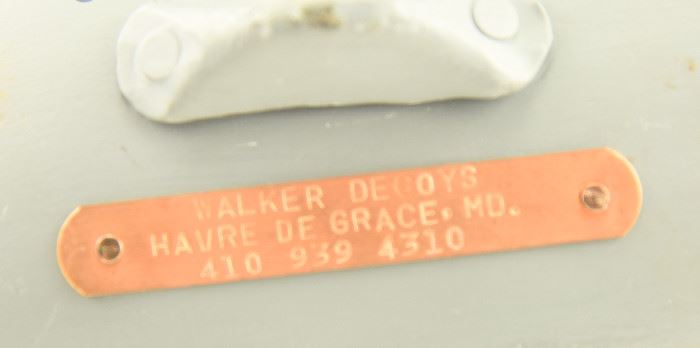 WALKER DECOYS
HAVRE DE GRACE, MD.
410 939 4310